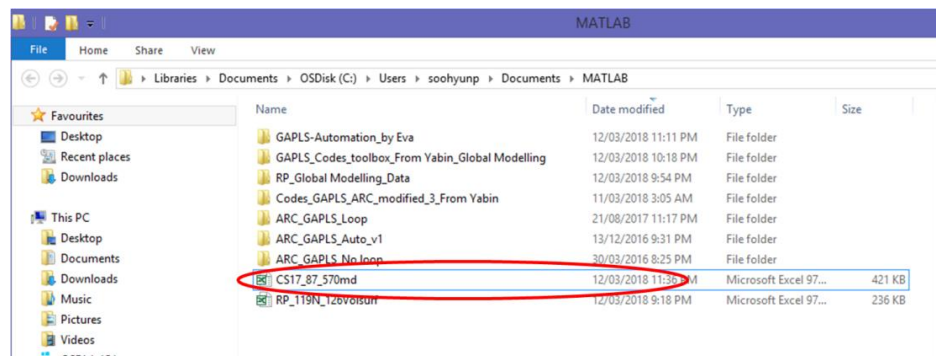 MATLAB
File Home Share View
Libraries Documents OSDisk (C:) Users soohyunp Documents MATLAB
Name Date modified Type Size
Favourites
Desktop
Recent places
Downloads
This PC
Desktop
Documents
Downloads
Music
Pictures
Videos
GAPLS-Automation_by Eva 12/03/2018 11:11 PM File folder
GAPLS_Codes_toolbox_From Yabin_Global Modelling 12/03/2018 10:18 PM File folder
RP_Global Modelling_Data 12/03/2018 9:54 PM File folder
Codes_GAPLS_ARC_modified_3_From Yabin 11/03/2018 3:05 AM File folder
ARC_GAPLS_Loop 21/08/2017 11:17 PM File folder
ARC_GAPLS_Auto_v1 13/12/2016 9:31 PM File folder
ARC_GAPLS_No loop 30/03/2016 8:25 PM File folder
CS17_87_570md 12/03/2018 11:36 PM Microsoft Excel 97... 421 KB
RP_119N_126volsurf 12/03/2018 9:18 PM Microsoft Excel 97... 236 KB